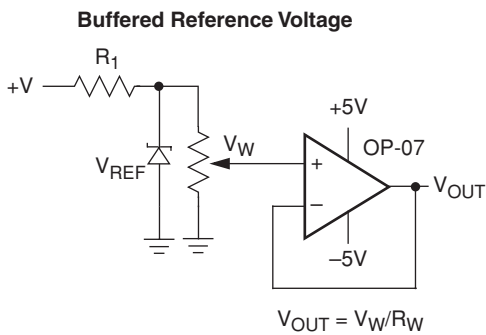 Buffered Reference Voltage
R1
+V
+5V
VW
OP-07
VREF
+
VOUT
–
–5V
VOUT = VW/RW